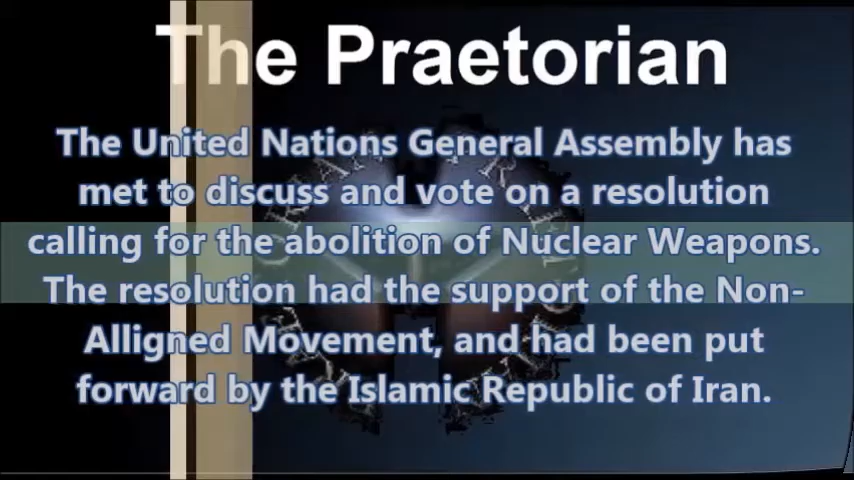 The Praetorian
The United Nations General Assembly has
met to discuss and vote on a resolution
calling for the abolition of Nuclear Weapons.
The resolution had the support of the Non-
Alligned Movement, and had been put
forward by the Islamic Republic of Iran.